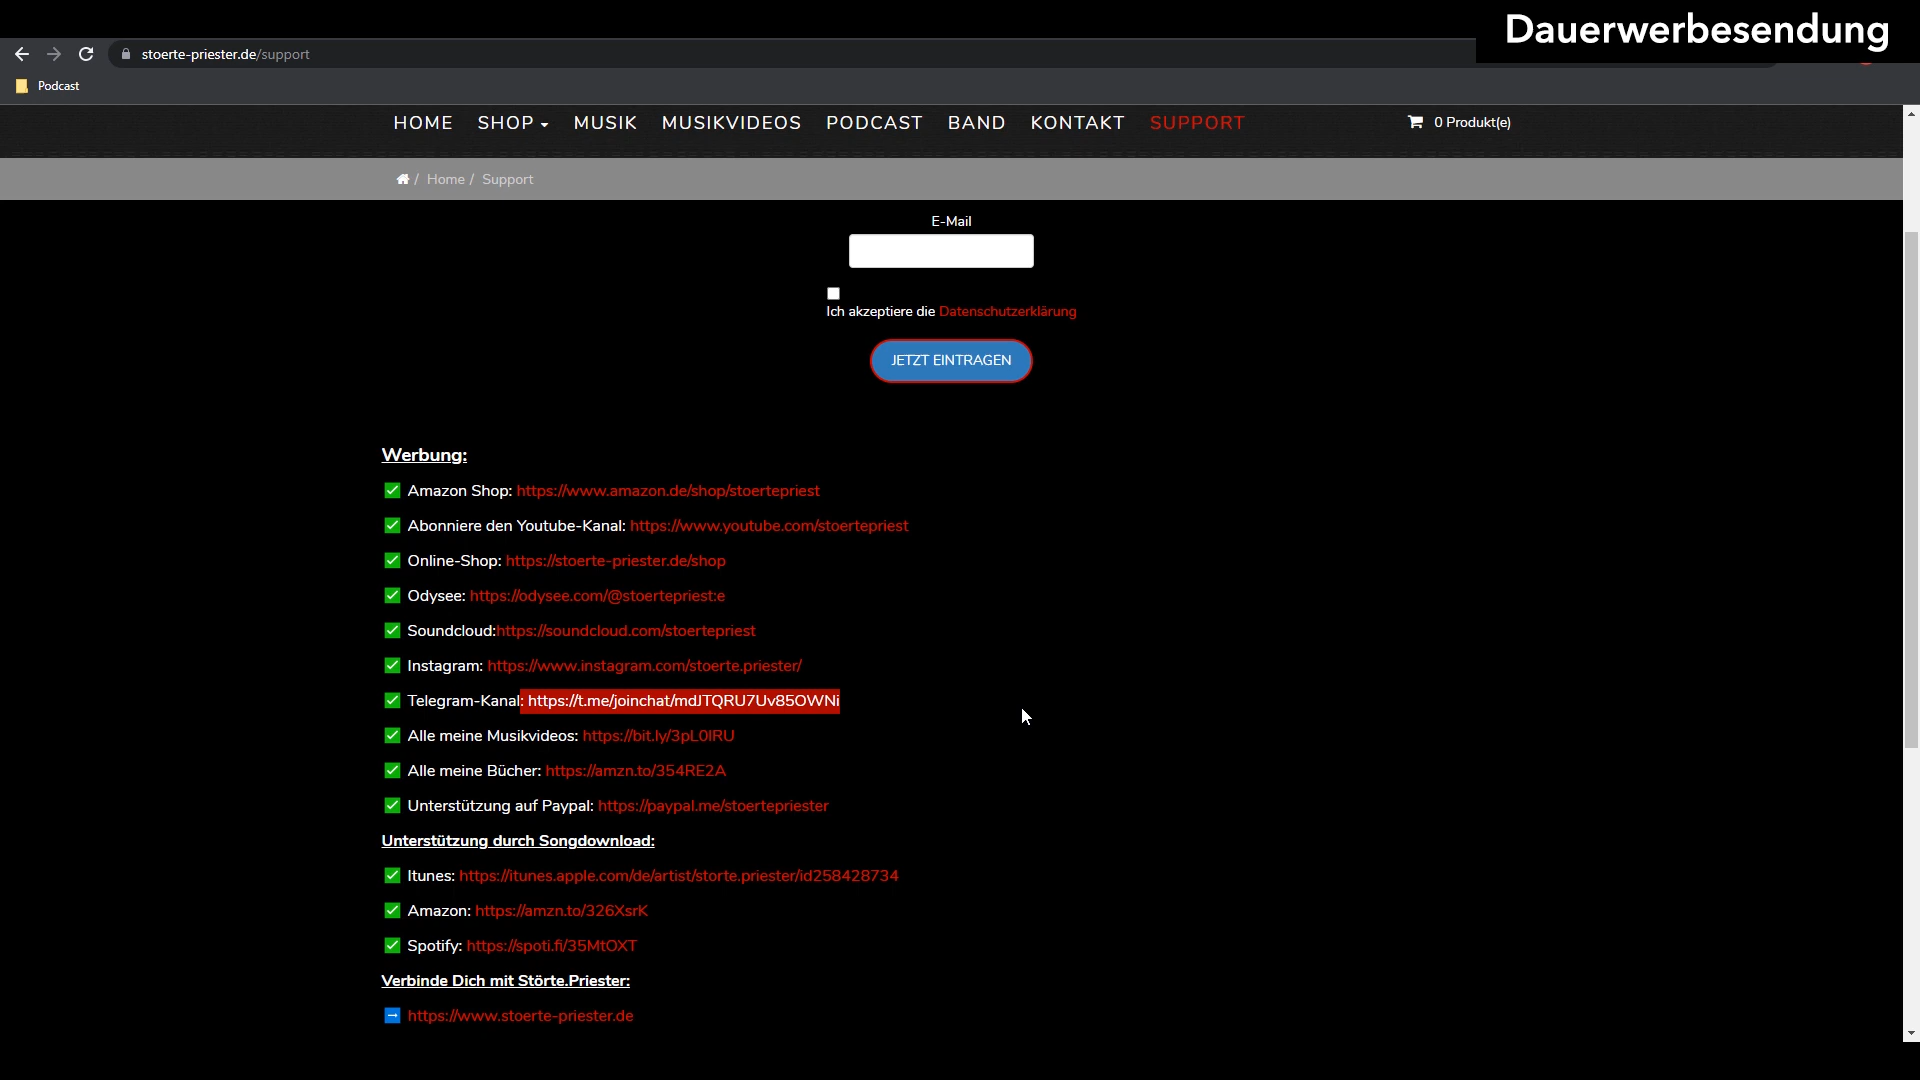 Dauerwerbesendung
stoerte-priester.de/support
Podcast
HOME SHOP MUSIK MUSIKVIDEOS PODCAST BAND KONTAKT SUPPORT 0 Produkt(e)
/ Home / Support
E-Mail
Ich akzeptiere die Datenschutzerklärung
JETZT EINTRAGEN
Werbung:
✅ Amazon Shop: https://www.amazon.de/shop/stoertepriest
✅ Abonniere den Youtube-Kanal: https://www.youtube.com/stoertepriest
✅ Online-Shop: https://stoerte-priester.de/shop
✅ Odysee: https://odysee.com/@stoertepriest:e
✅ Soundcloud:https://soundcloud.com/stoertepriest
✅ Instagram: https://www.instagram.com/stoerte.priester/
✅ Telegram-Kanal: https://t.me/joinchat/mdJTQRU7Uv85OWNi
✅ Alle meine Musikvideos: https://bit.ly/3pL0IRU
✅ Alle meine Bücher: https://amzn.to/354RE2A
✅ Unterstützung auf Paypal: https://paypal.me/stoertepriester
Unterstützung durch Songdownload:
✅ Itunes: https://itunes.apple.com/de/artist/storte.priester/id258428734
✅ Amazon: https://amzn.to/326XsrK
✅ Spotify: https://spoti.fi/35MtOXT
Verbinde Dich mit Störte.Priester:
➡ https://www.stoerte-priester.de